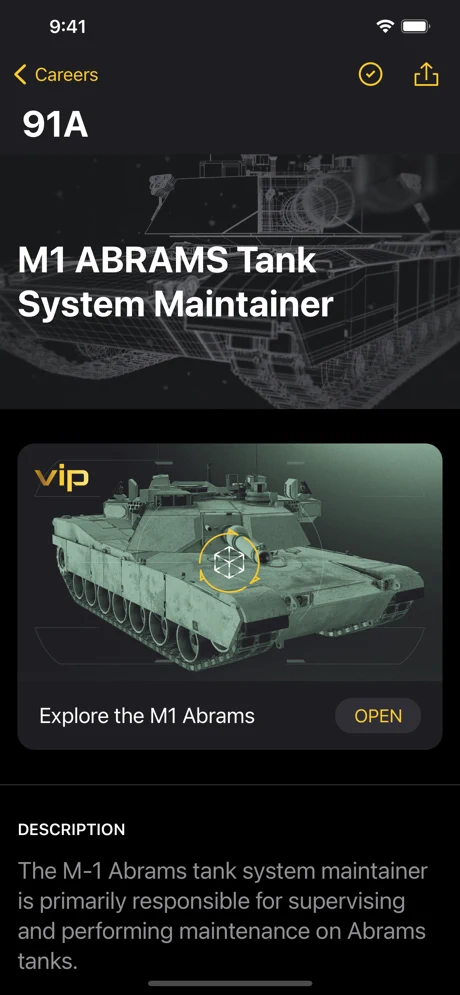 9:41
Careers
91A
M1 ABRAMS Tank
System Maintainer
vip
Explore the M1 Abrams
OPEN
DESCRIPTION
The M-1 Abrams tank system maintainer
is primarily responsible for supervising
and performing maintenance on Abrams
tanks.